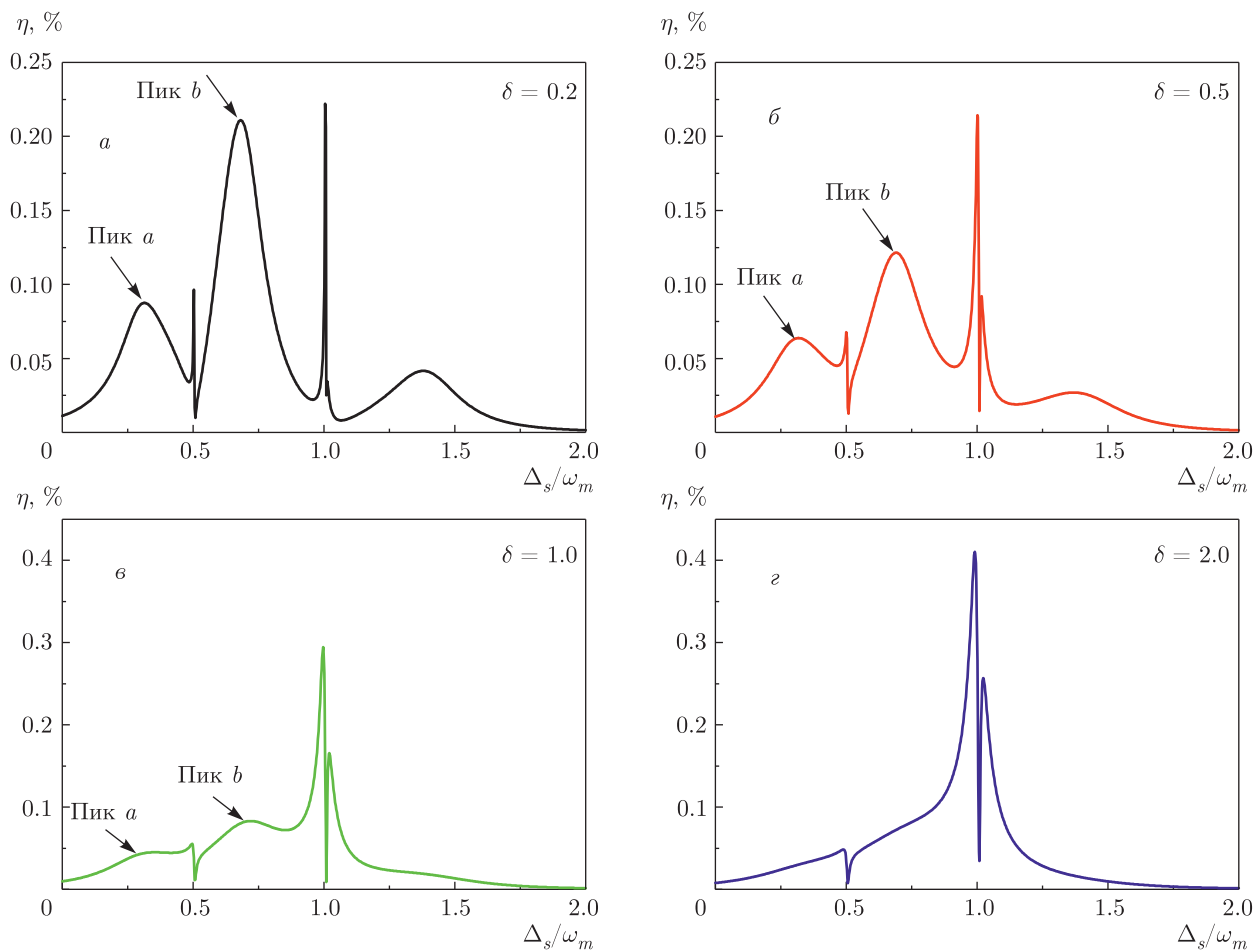 η, %
0.25
0.20
0.15
0.10
0.05
0
0.5
1.0
1.5
2.0
Δₛ/ωₘ
δ = 0.2
а
Пик a
Пик b
η, %
0.25
0.20
0.15
0.10
0.05
0
0.5
1.0
1.5
2.0
Δₛ/ωₘ
δ = 0.5
б
Пик a
Пик b
η, %
0.4
0.3
0.2
0.1
0
0.5
1.0
1.5
2.0
Δₛ/ωₘ
δ = 1.0
в
Пик a
Пик b
η, %
0.4
0.3
0.2
0.1
0
0.5
1.0
1.5
2.0
Δₛ/ωₘ
δ = 2.0
г